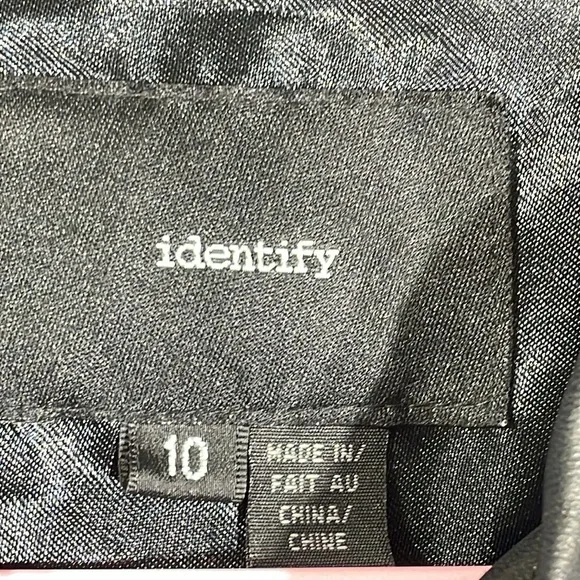 identify
10
MADE IN/
FAIT AU
CHINA/
CHINE